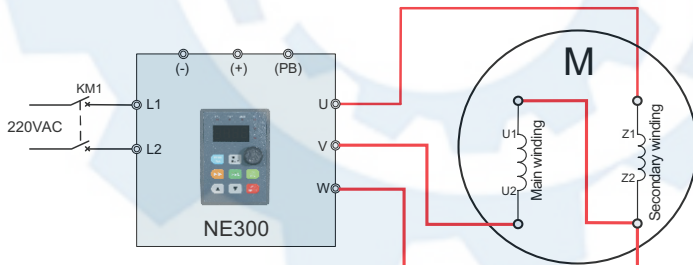 M
(-) (+) (PB)
KM1
L1
U
220VAC
U1
Z1
Main winding
Secondary winding
L2
V
U2
Z2
W
NE300